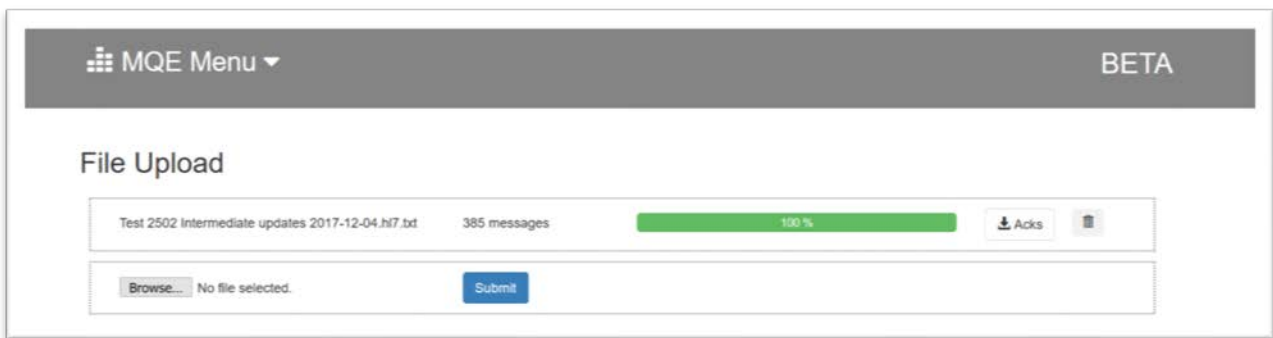 MQE Menu BETA
File Upload
Test 2502 Intermediate updates 2017-12-04.hl7.txt 385 messages 100 % Acks
Browse... No file selected. Submit